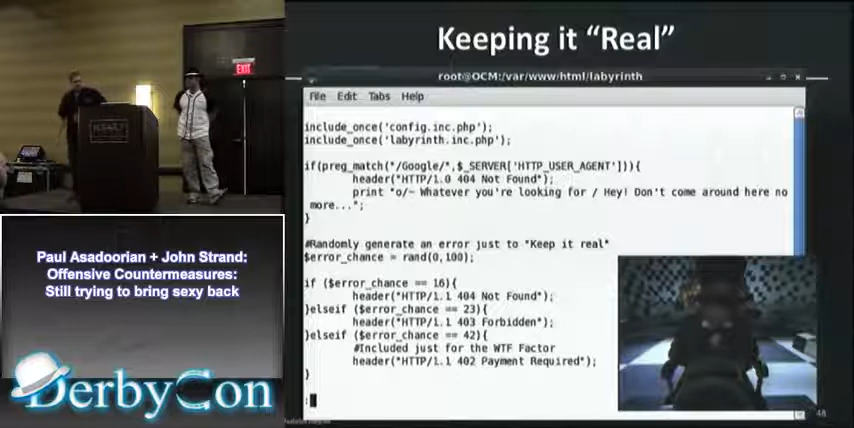 EXIT
HYATT
Paul Asadoorian + John Strand:
Offensive Countermeasures:
Still trying to bring sexy back
DerbyCon
Keeping it “Real”
root@OCM:/var/www/html/labyrinth
File Edit Tabs Help
include_once('config.inc.php');
include_once('labyrinth.inc.php');
if(preg_match("/Google/",$_SERVER['HTTP_USER_AGENT'])){
header("HTTP/1.0 404 Not Found");
print "o/~ Whatever you're looking for / Hey! Don't come around here no
more...";
}
#Randomly generate an error just to "Keep it real"
$error_chance = rand(0,100);
if ($error_chance == 16){
header("HTTP/1.1 404 Not Found");
}elseif ($error_chance == 23){
header("HTTP/1.1 403 Forbidden");
}elseif ($error_chance == 42){
#Included just for the WTF Factor
header("HTTP/1.1 402 Payment Required");
}
:
48